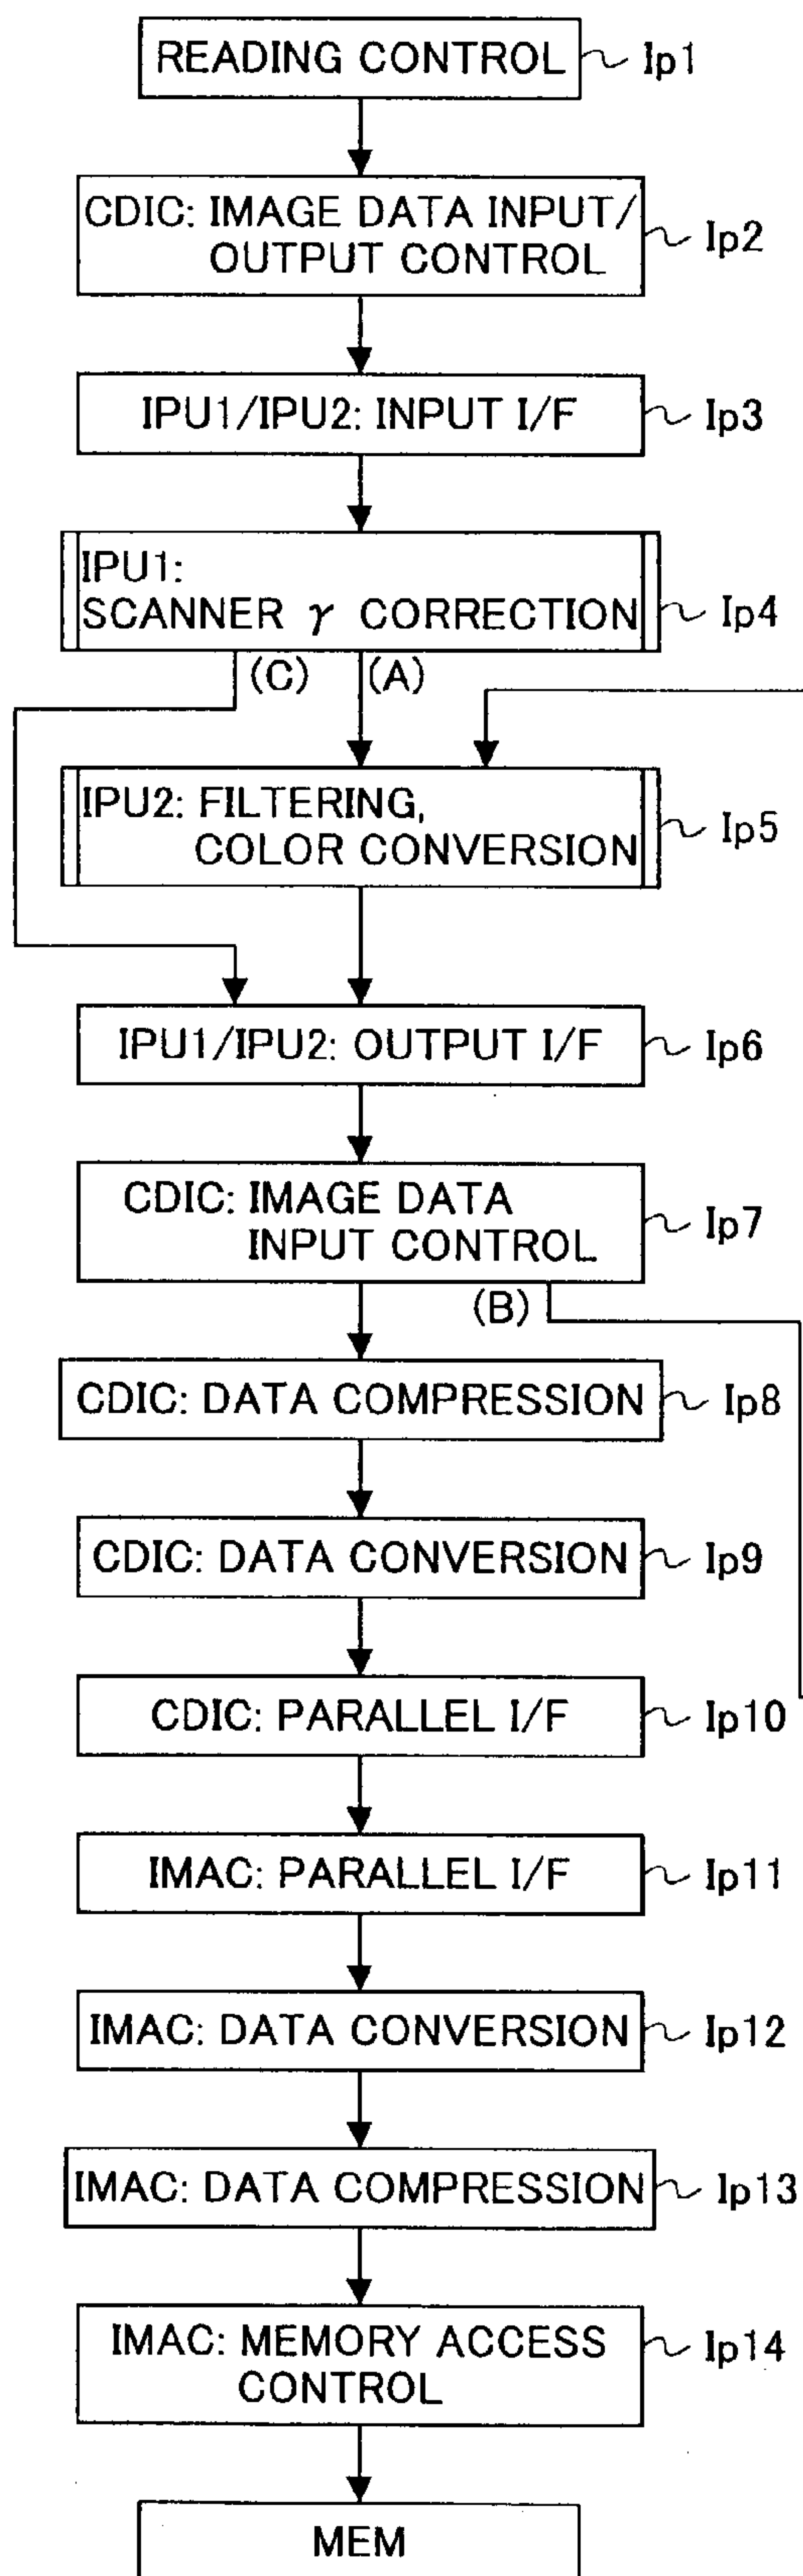 READING CONTROL Ip1
CDIC: IMAGE DATA INPUT/
OUTPUT CONTROL Ip2
IPU1/IPU2: INPUT I/F Ip3
IPU1:
SCANNER γ CORRECTION Ip4
(C) (A)
IPU2: FILTERING,
COLOR CONVERSION Ip5
IPU1/IPU2: OUTPUT I/F Ip6
CDIC: IMAGE DATA
INPUT CONTROL Ip7
(B)
CDIC: DATA COMPRESSION Ip8
CDIC: DATA CONVERSION Ip9
CDIC: PARALLEL I/F Ip10
IMAC: PARALLEL I/F Ip11
IMAC: DATA CONVERSION Ip12
IMAC: DATA COMPRESSION Ip13
IMAC: MEMORY ACCESS
CONTROL Ip14
MEM